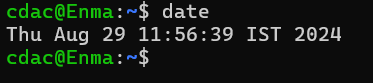 cdac@Enma:~$ date
Thu Aug 29 11:56:39 IST 2024
cdac@Enma:~$